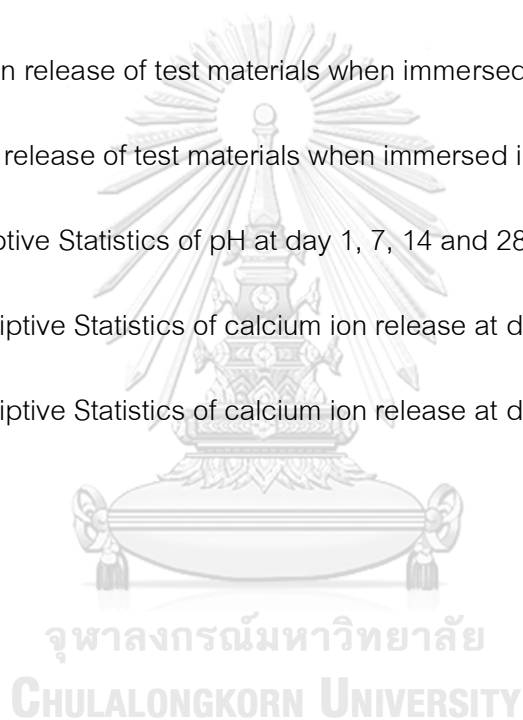 n release of test materials when immersed
release of test materials when immersed i
ptive Statistics of pH at day 1, 7, 14 and 28
iptive Statistics of calcium ion release at d
iptive Statistics of calcium ion release at d
จุฬาลงกรณ์มหาวิทยาลัย
CHULALONGKORN UNIVERSITY